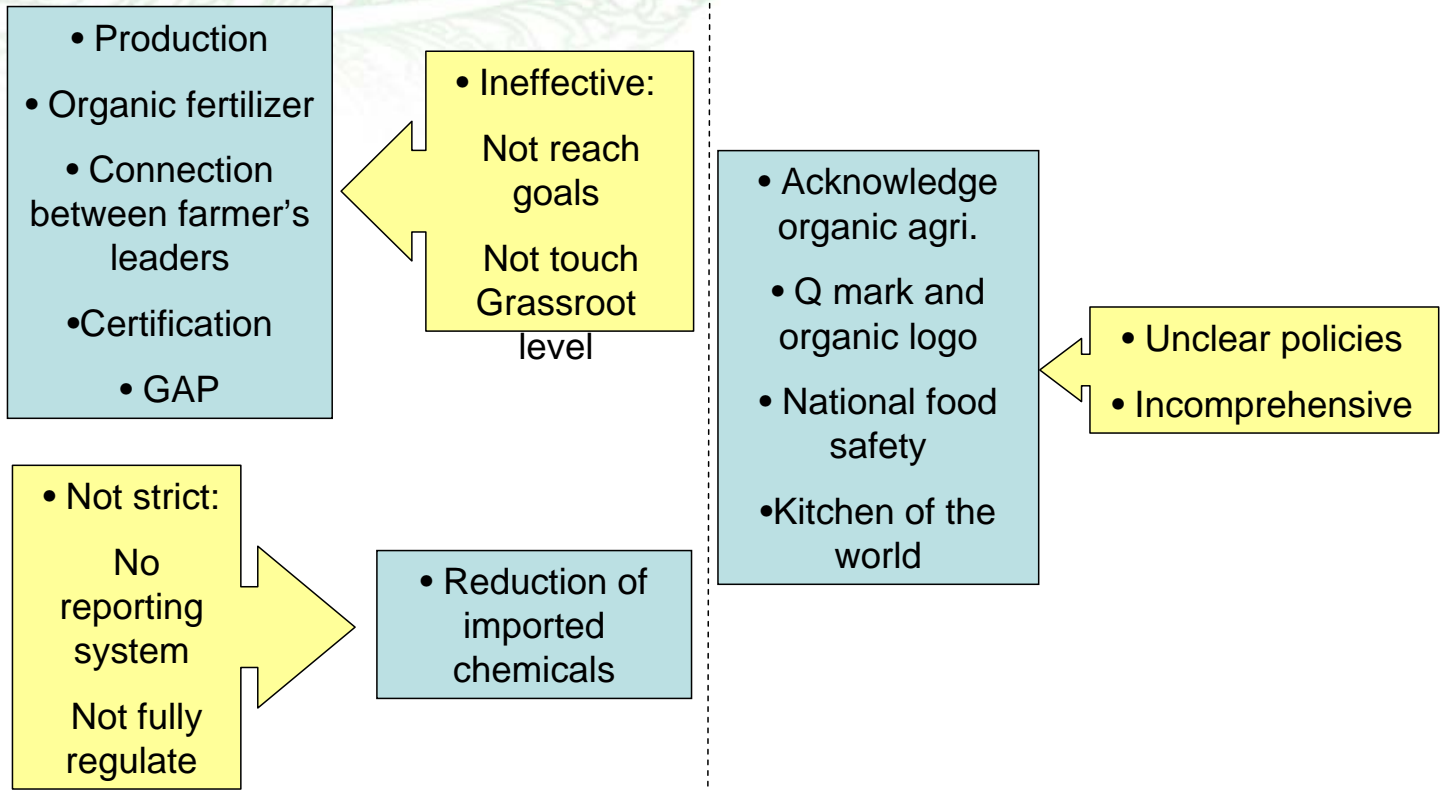 • Production
• Organic fertilizer
• Connection
between farmer's
leaders
•Certification
• GAP
• Ineffective:
Not reach
goals
Not touch
Grassroot
level
• Not strict:
No
reporting
system
Not fully
regulate
• Reduction of
imported
chemicals
• Acknowledge
organic agri.
• Q mark and
organic logo
• National food
safety
•Kitchen of the
world
• Unclear policies
• Incomprehensive